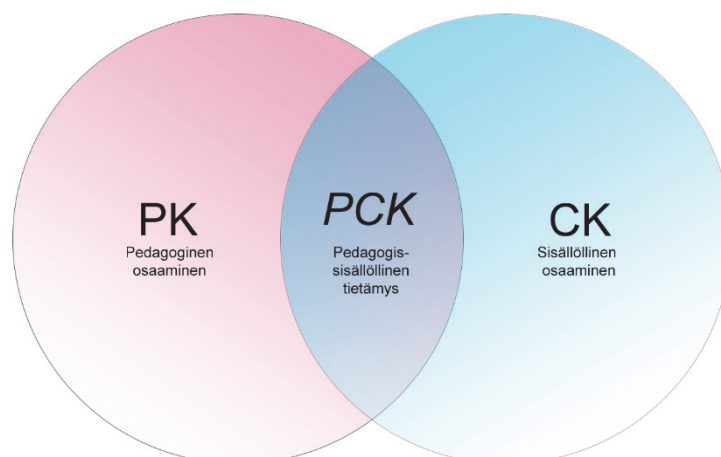 PK
Pedagoginen
osaaminen
PCK
Pedagogis-
sisällöllinen
tietämys
CK
Sisällöllinen
osaaminen